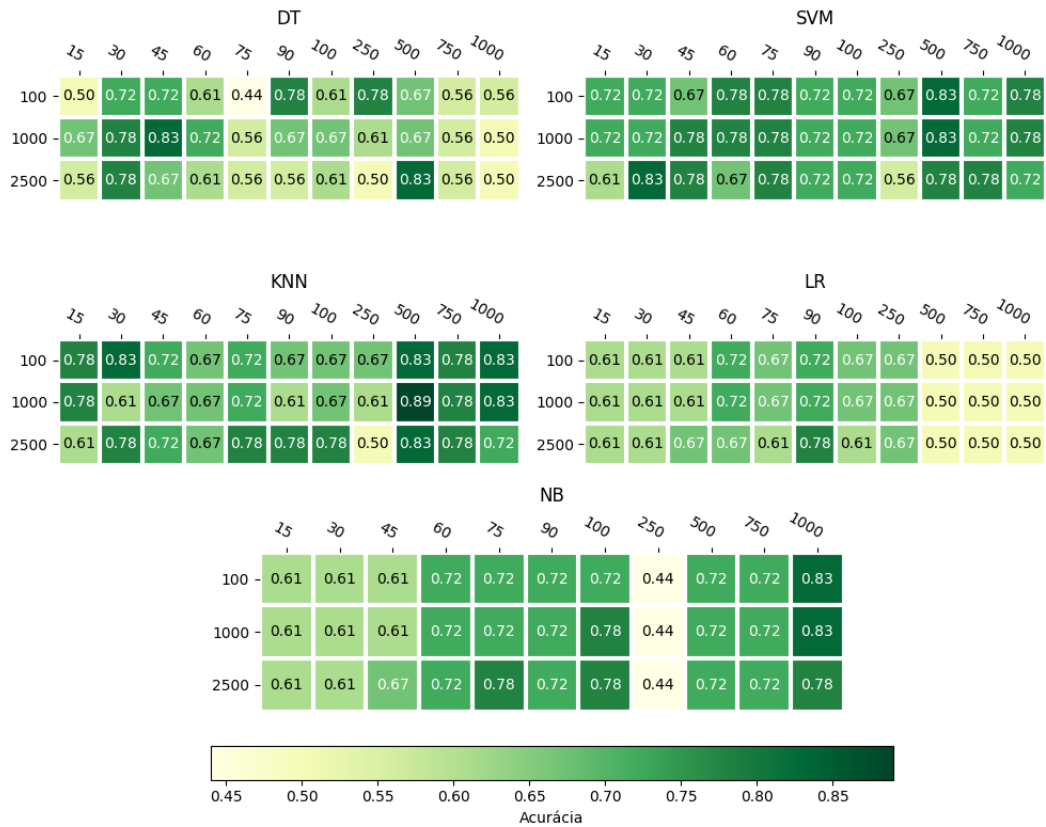 DT
15 30 45 60 75 90 100 250 500 750 1000
100 0.50 0.72 0.72 0.61 0.44 0.78 0.61 0.78 0.67 0.56 0.56
1000 0.67 0.78 0.83 0.72 0.56 0.67 0.67 0.61 0.67 0.56 0.50
2500 0.56 0.78 0.67 0.61 0.56 0.56 0.61 0.50 0.83 0.56 0.50
SVM
15 30 45 60 75 90 100 250 500 750 1000
100 0.72 0.72 0.67 0.78 0.78 0.72 0.72 0.67 0.83 0.72 0.78
1000 0.72 0.72 0.78 0.78 0.78 0.72 0.72 0.67 0.83 0.72 0.78
2500 0.61 0.83 0.78 0.67 0.78 0.72 0.72 0.56 0.78 0.78 0.72
KNN
15 30 45 60 75 90 100 250 500 750 1000
100 0.78 0.83 0.72 0.67 0.72 0.67 0.67 0.67 0.83 0.78 0.83
1000 0.78 0.61 0.67 0.67 0.72 0.61 0.67 0.61 0.89 0.78 0.83
2500 0.61 0.78 0.72 0.67 0.78 0.78 0.78 0.50 0.83 0.78 0.72
LR
15 30 45 60 75 90 100 250 500 750 1000
100 0.61 0.61 0.61 0.72 0.67 0.72 0.67 0.67 0.50 0.50 0.50
1000 0.61 0.61 0.61 0.72 0.67 0.72 0.67 0.67 0.50 0.50 0.50
2500 0.61 0.61 0.67 0.67 0.61 0.78 0.61 0.67 0.50 0.50 0.50
NB
15 30 45 60 75 90 100 250 500 750 1000
100 0.61 0.61 0.61 0.72 0.72 0.72 0.72 0.44 0.72 0.72 0.83
1000 0.61 0.61 0.61 0.72 0.72 0.72 0.78 0.44 0.72 0.72 0.83
2500 0.61 0.61 0.67 0.72 0.78 0.72 0.78 0.44 0.72 0.72 0.78
0.45 0.50 0.55 0.60 0.65 0.70 0.75 0.80 0.85
Acurácia